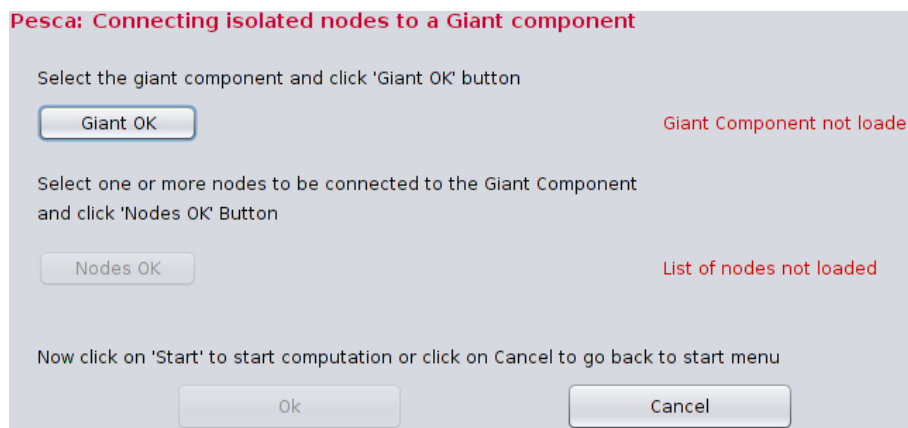 Pesca: Connecting isolated nodes to a Giant component
Select the giant component and click 'Giant OK' button
Giant OK
Giant Component not loade
Select one or more nodes to be connected to the Giant Component
and click 'Nodes OK' Button
Nodes OK
List of nodes not loaded
Now click on 'Start' to start computation or click on Cancel to go back to start menu
Ok
Cancel